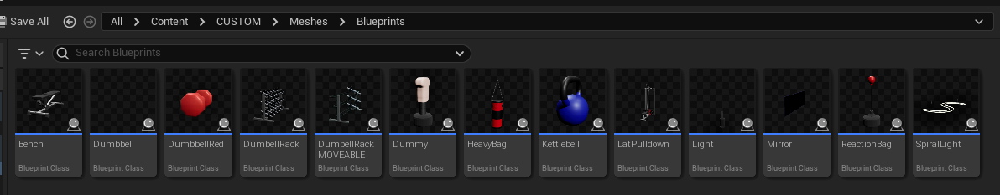 Save All
All > Content > CUSTOM > Meshes > Blueprints
Search Blueprints
Bench
Blueprint Class
Dumbbell
Blueprint Class
DumbbellRed
Blueprint Class
DumbellRack
Blueprint Class
DumbellRack
MOVEABLE
Blueprint Class
Dummy
Blueprint Class
HeavyBag
Blueprint Class
Kettlebell
Blueprint Class
LatPulldown
Blueprint Class
Light
Blueprint Class
Mirror
Blueprint Class
ReactionBag
Blueprint Class
SpiralLight
Blueprint Class